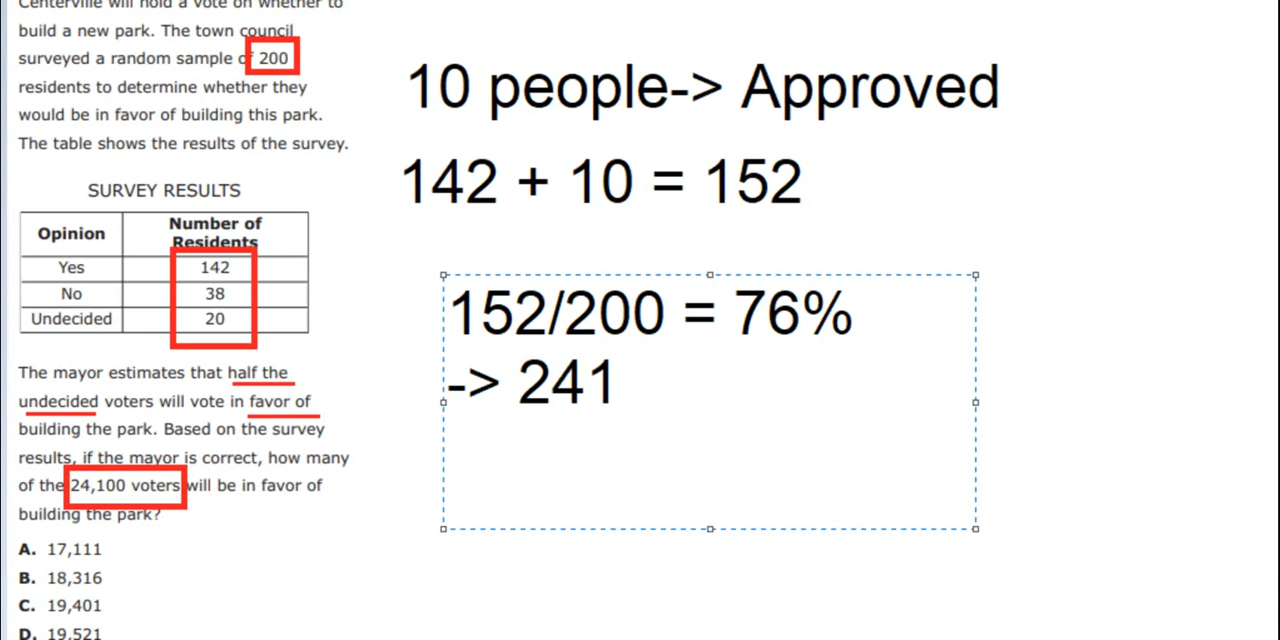 Centerville will hold a vote on whether to
build a new park. The town council
surveyed a random sample of 200
residents to determine whether they
would be in favor of building this park.
The table shows the results of the survey.
SURVEY RESULTS
Opinion Number of
Residents
Yes 142
No 38
Undecided 20
The mayor estimates that half the
undecided voters will vote in favor of
building the park. Based on the survey
results, if the mayor is correct, how many
of the 24,100 voters will be in favor of
building the park?
A. 17,111
B. 18,316
C. 19,401
D. 19,521
10 people-> Approved
142 + 10 = 152
152/200 = 76%
-> 241